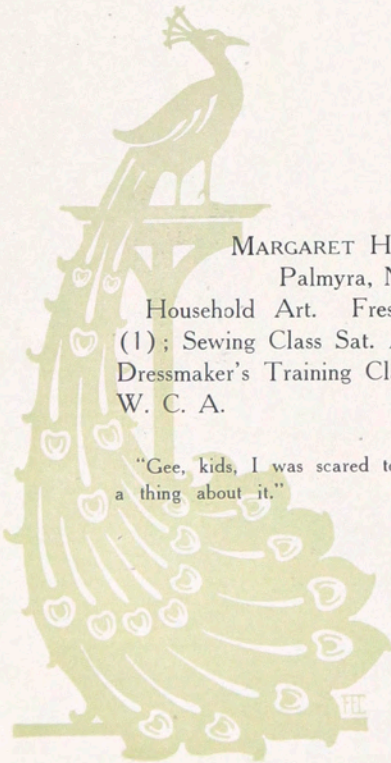 MARGARET H
Palmyra, N
Household Art. Fres
(1); Sewing Class Sat.
Dressmaker's Training Cl
W. C. A.
"Gee, kids, I was scared t
a thing about it."